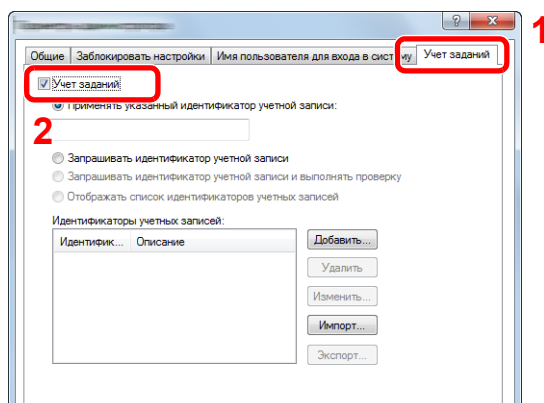 1
Общие Заблокировать настройки Имя пользователя для входа в систему Учет заданий
Учет заданий
Применять указанный идентификатор учетной записи:
2
Запрашивать идентификатор учетной записи
Запрашивать идентификатор учетной записи и выполнять проверку
Отображать список идентификаторов учетных записей
Идентификаторы учетных записей:
Идентифик... Описание
Добавить...
Удалить
Изменить...
Импорт...
Экспорт...